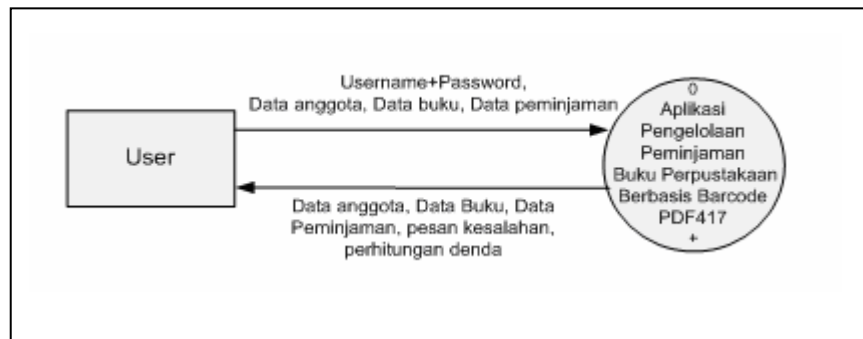 Username+Password,
Data anggota, Data buku, Data peminjaman
User
Data anggota, Data Buku, Data
Peminjaman, pesan kesalahan,
perhitungan denda
0
Aplikasi
Pengelolaan
Peminjaman
Buku Perpustakaan
Berbasis Barcode
PDF417
+